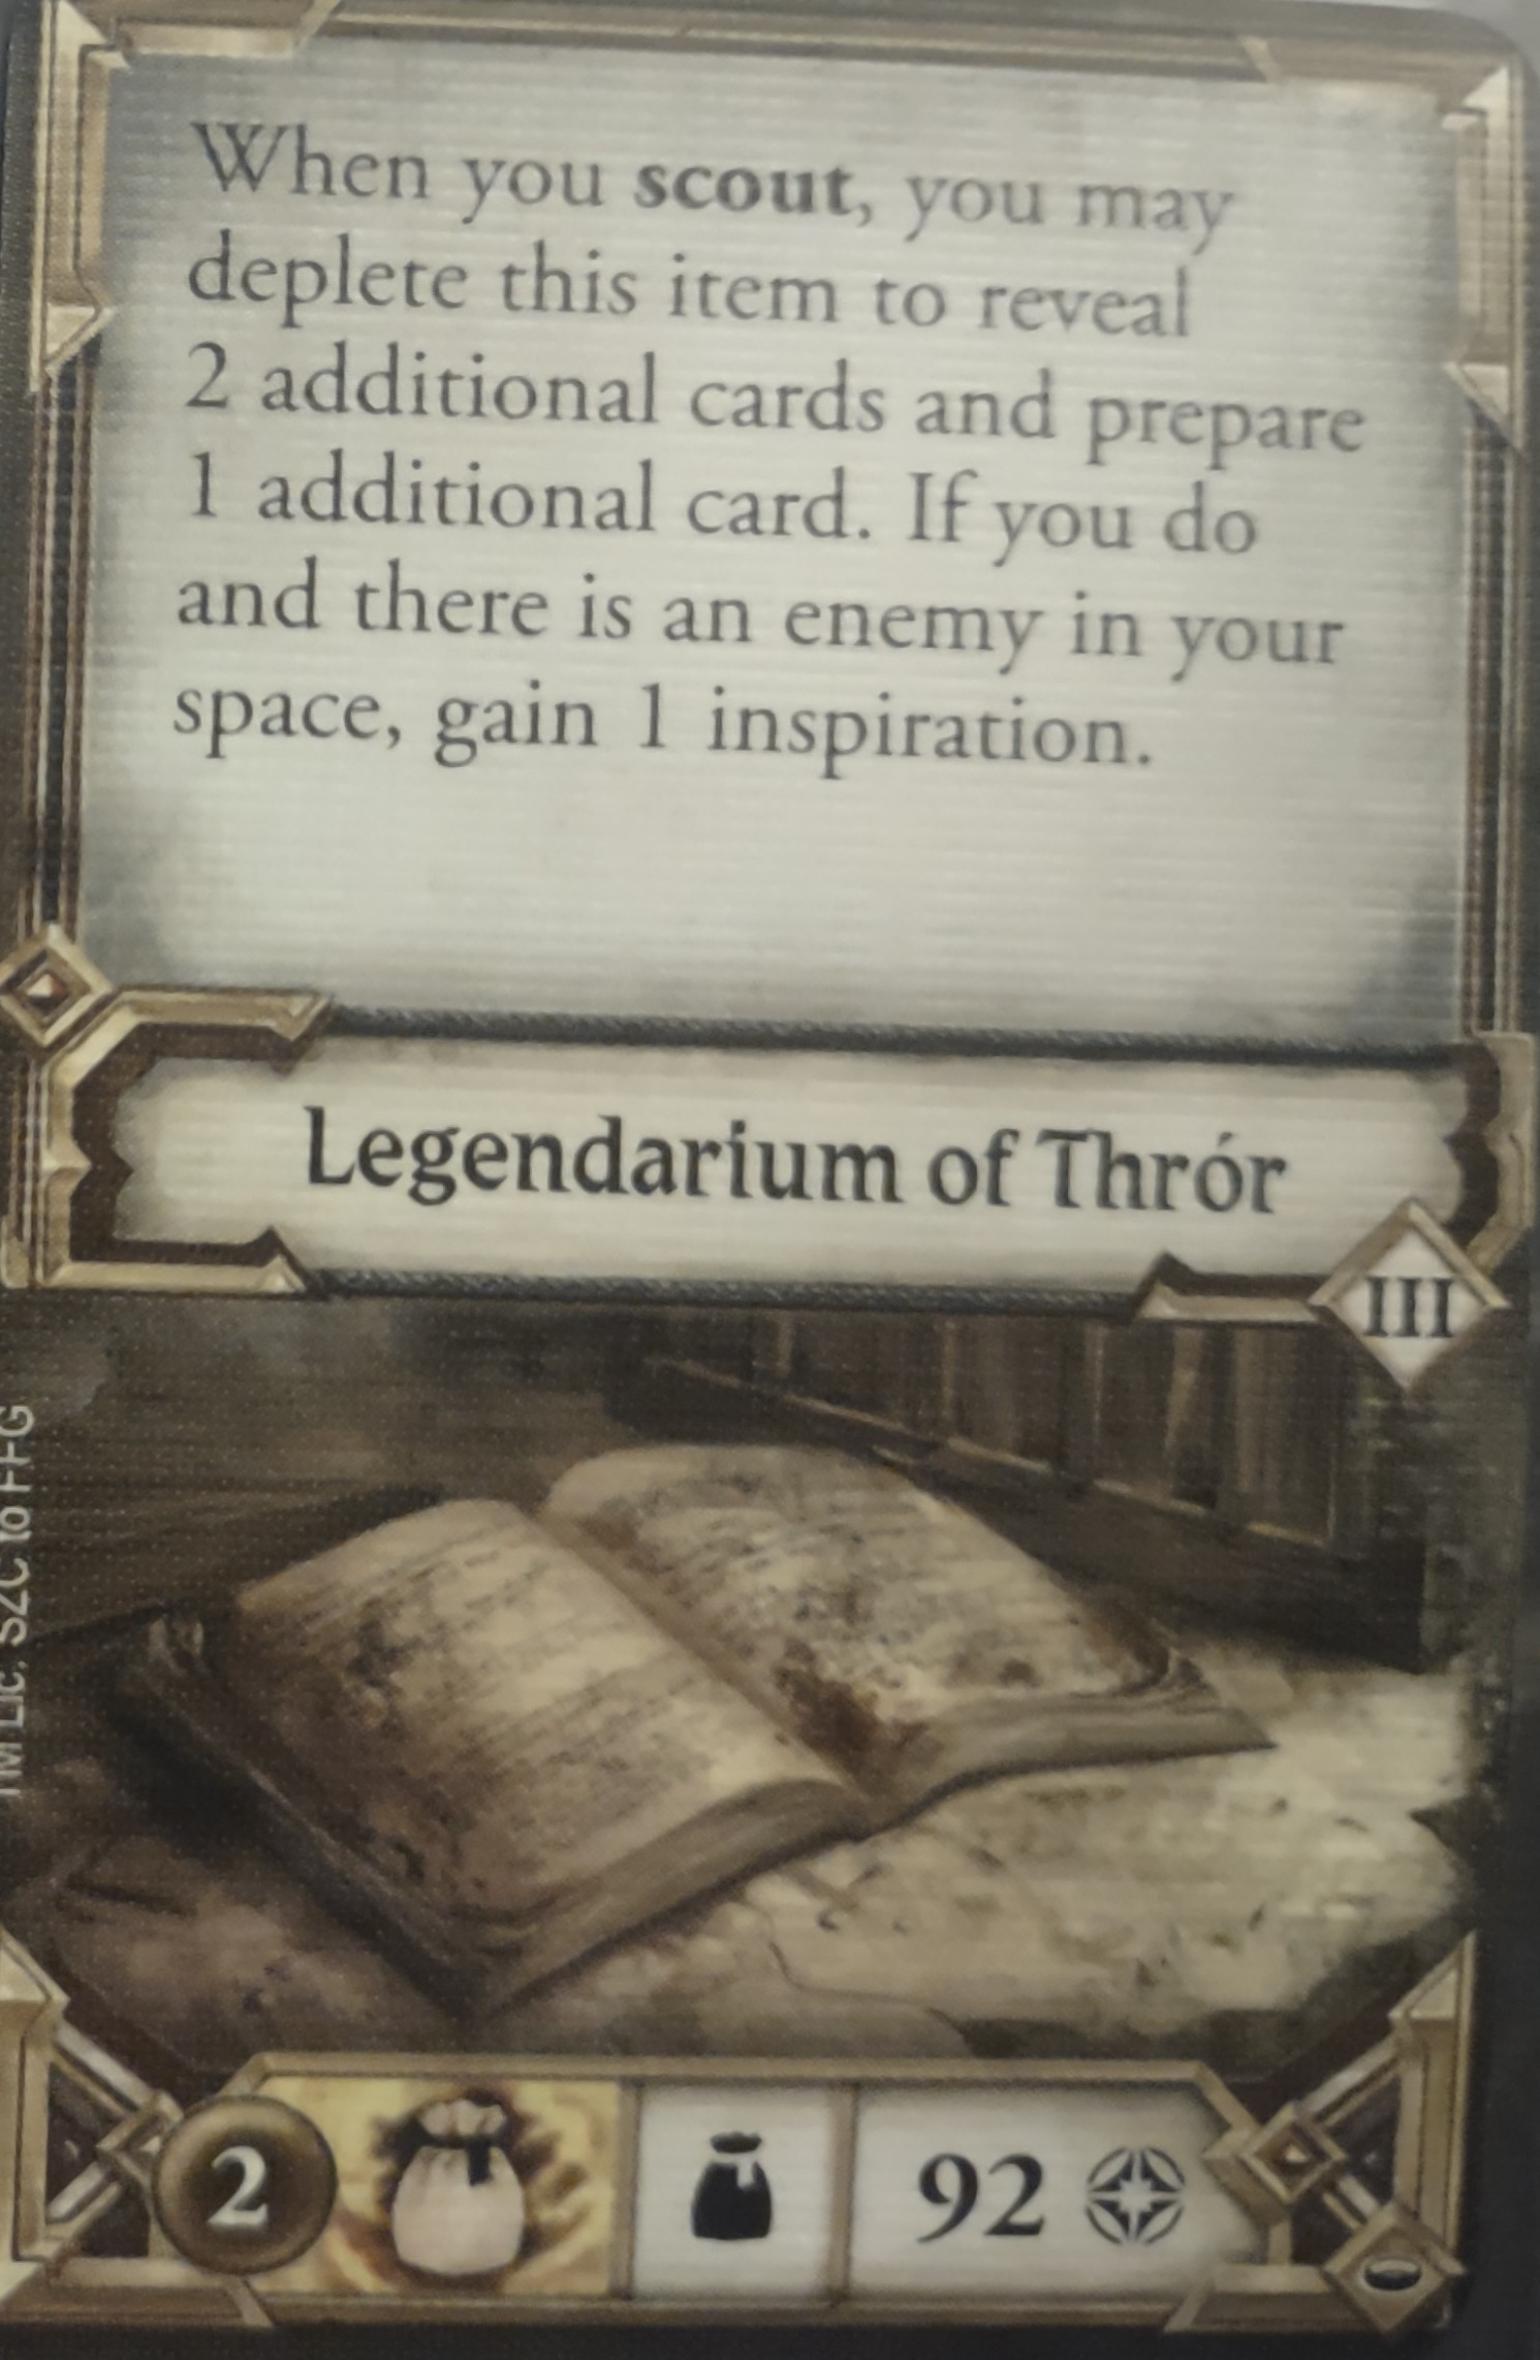 When you scout, you may
deplete this item to reveal
2 additional cards and prepare
1 additional card. If you do
and there is an enemy in your
space, gain 1 inspiration.
Legendarium of Thrór
III
TM Lic. SZC to FFG
2
92